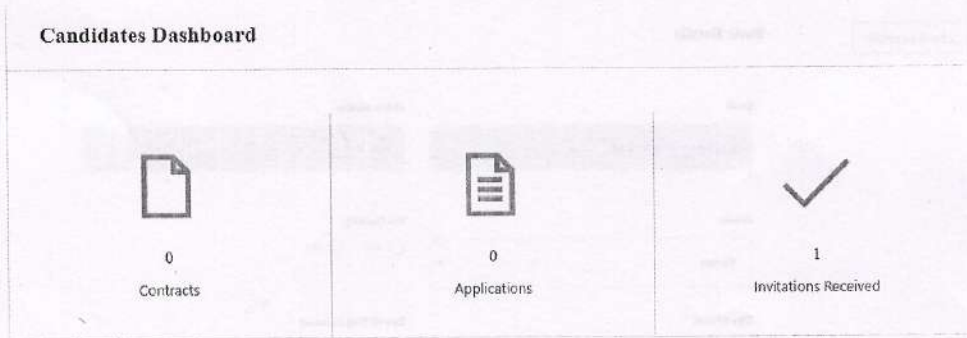 Candidates Dashboard
0
Contracts
0
Applications
1
Invitations Received